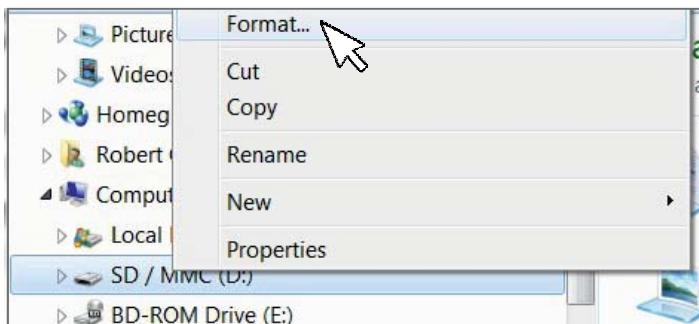 Picture
Videos
Homeg
Robert
Comput
Local
SD / MMC (D:)
BD-ROM Drive (E:)
Format...
Cut
Copy
Rename
New
Properties